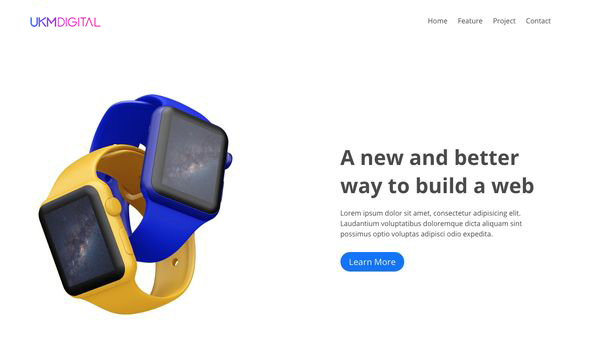 UKMDIGITAL
Home Feature Project Contact
A new and better
way to build a web
Lorem ipsum dolor sit amet, consectetur adipisicing elit.
Laudantium voluptatibus doloremque dicta aliquam sint
possimus optio voluptas adipisci odio expedita.
Learn More